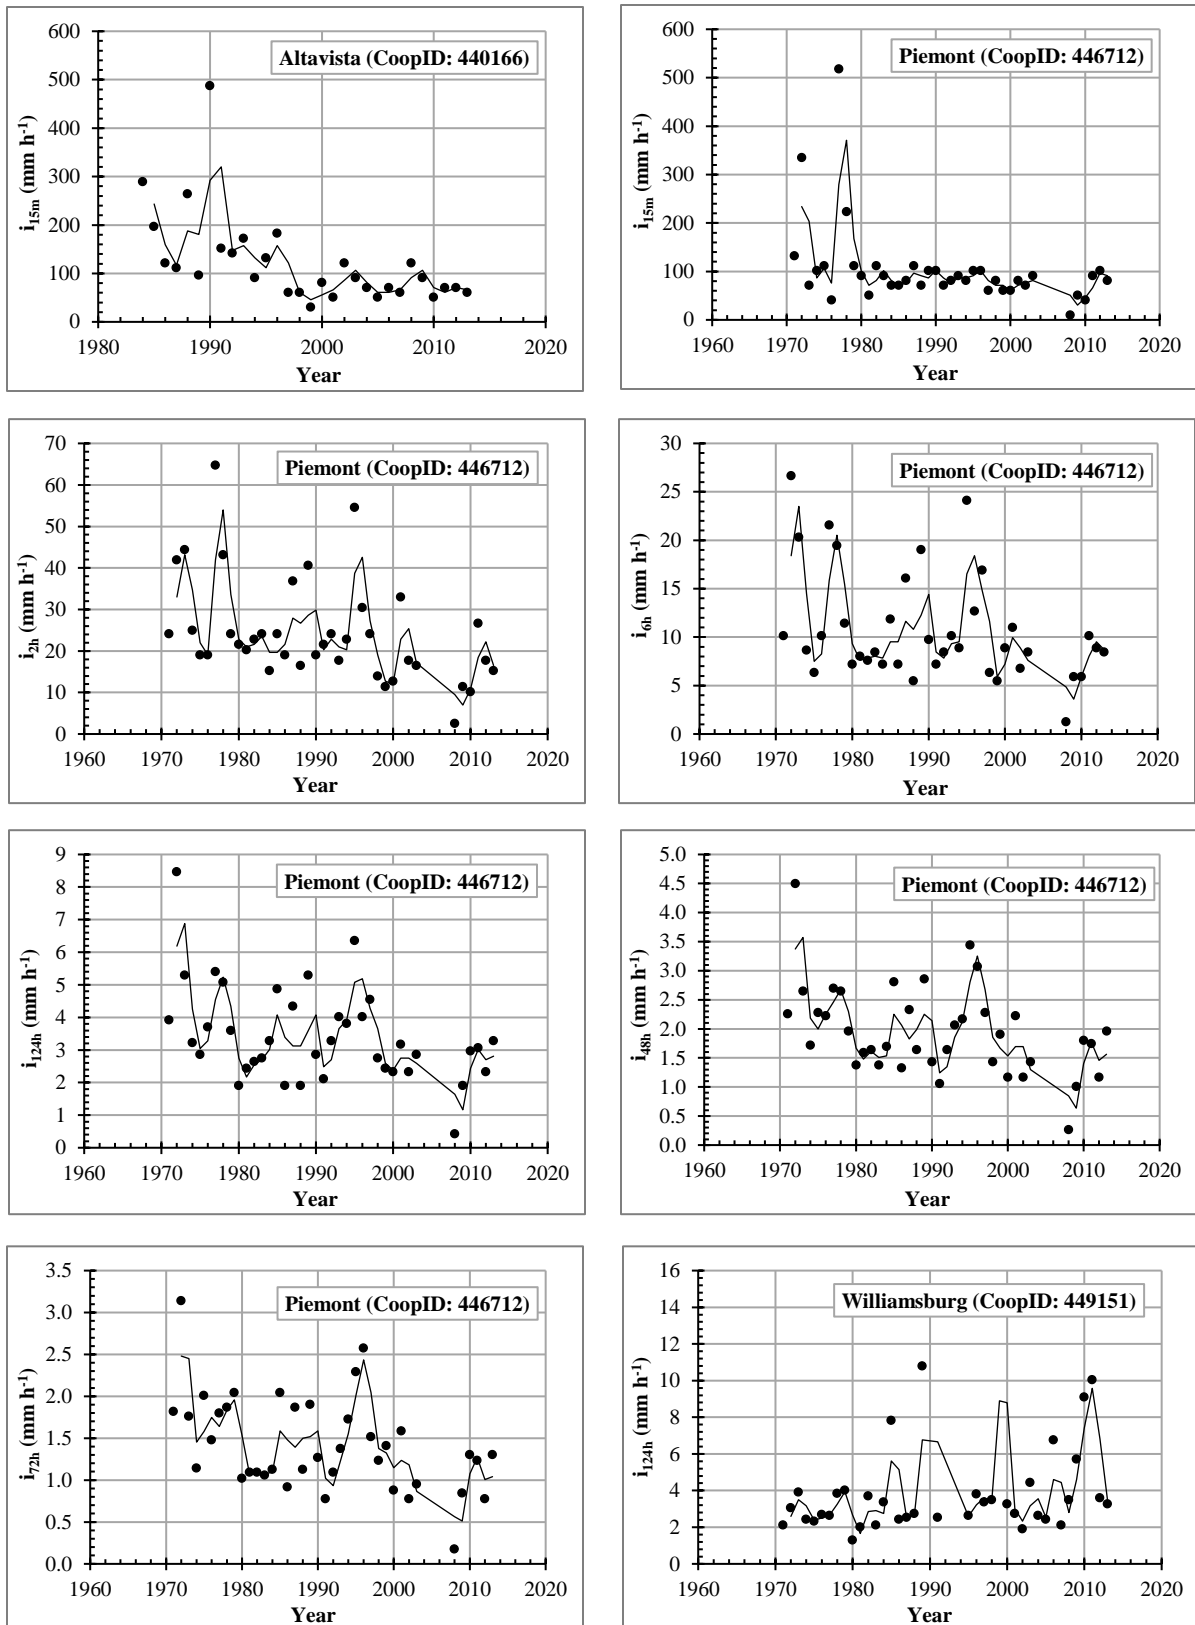 Altavista (CoopID: 440166)
i15m (mm h-1)
600
500
400
300
200
100
0
1980 1990 2000 2010 2020
Year
Piemont (CoopID: 446712)
i15m (mm h-1)
600
500
400
300
200
100
0
1960 1970 1980 1990 2000 2010 2020
Year
Piemont (CoopID: 446712)
i2h (mm h-1)
70
60
50
40
30
20
10
0
1960 1970 1980 1990 2000 2010 2020
Year
Piemont (CoopID: 446712)
i6h (mm h-1)
30
25
20
15
10
5
0
1960 1970 1980 1990 2000 2010 2020
Year
Piemont (CoopID: 446712)
i124h (mm h-1)
9
8
7
6
5
4
3
2
1
0
1960 1970 1980 1990 2000 2010 2020
Year
Piemont (CoopID: 446712)
i48h (mm h-1)
5.0
4.5
4.0
3.5
3.0
2.5
2.0
1.5
1.0
0.5
0.0
1960 1970 1980 1990 2000 2010 2020
Year
Piemont (CoopID: 446712)
i72h (mm h-1)
3.5
3.0
2.5
2.0
1.5
1.0
0.5
0.0
1960 1970 1980 1990 2000 2010 2020
Year
Williamsburg (CoopID: 449151)
i124h (mm h-1)
16
14
12
10
8
6
4
2
0
1960 1970 1980 1990 2000 2010 2020
Year